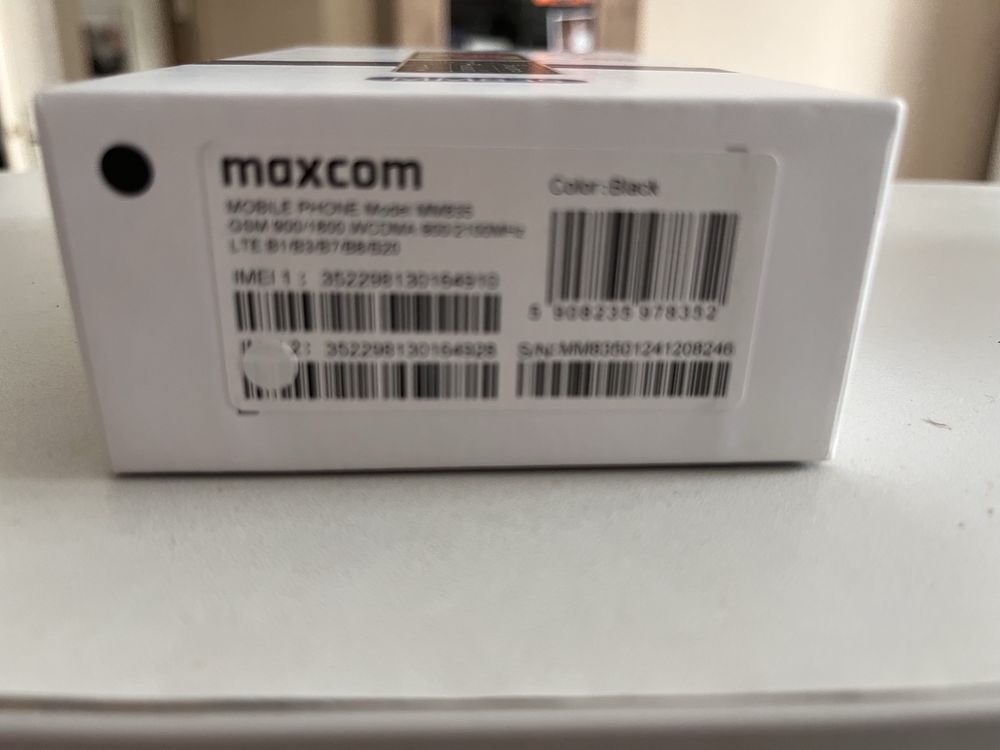 maxcom
Color: Black
MOBILE PHONE Model: MM835
GSM 900/1800 ,WCDMA 900/2100MHz
LTE B1/B3/B7/B8/B20
IMEI 1 : 352298130164910
5 908235 978352
2: 352298130164928
S/N: MM83501241208246